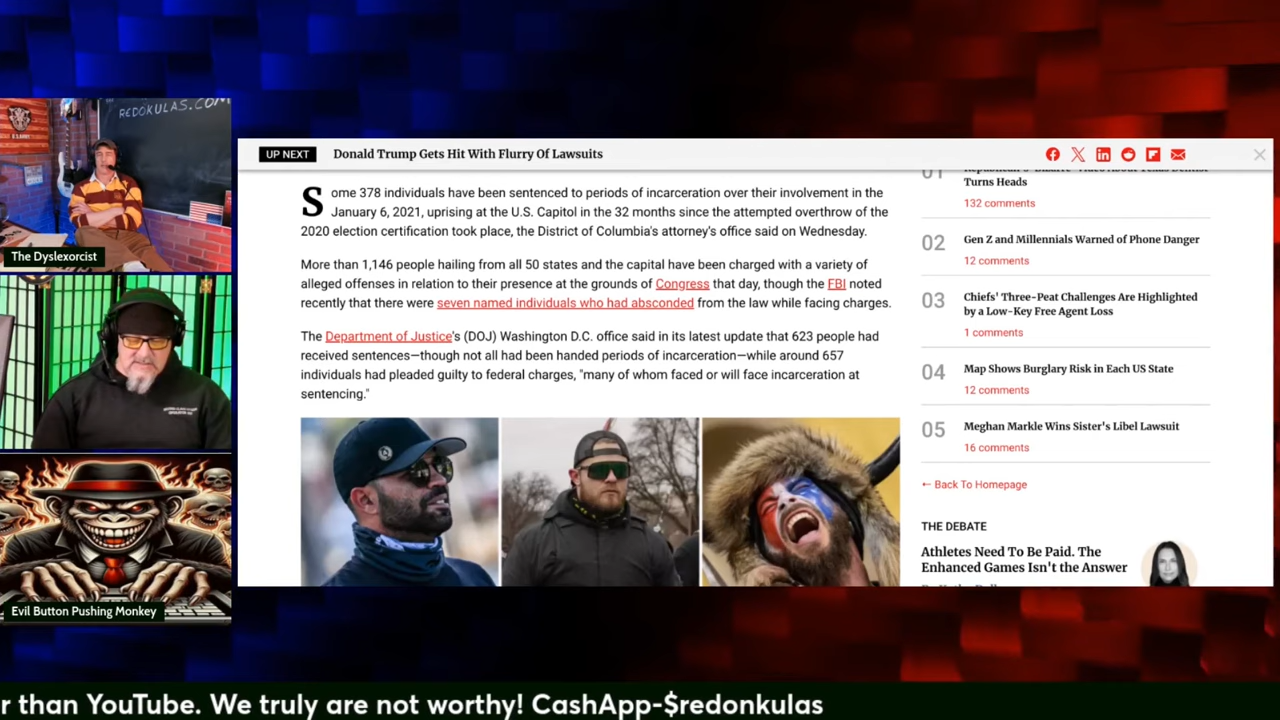 REDOKULAS.COM
The Dyslexorcist
Evil Button Pushing Monkey
UP NEXT
Donald Trump Gets Hit With Flurry Of Lawsuits
Some 378 individuals have been sentenced to periods of incarceration over their involvement in the
January 6, 2021, uprising at the U.S. Capitol in the 32 months since the attempted overthrow of the
2020 election certification took place, the District of Columbia's attorney's office said on Wednesday.
More than 1,146 people hailing from all 50 states and the capital have been charged with a variety of
alleged offenses in relation to their presence at the grounds of Congress that day, though the FBI noted
recently that there were seven named individuals who had absconded from the law while facing charges.
The Department of Justice's (DOJ) Washington D.C. office said in its latest update that 623 people had
received sentences—though not all had been handed periods of incarceration—while around 657
individuals had pleaded guilty to federal charges, "many of whom faced or will face incarceration at
sentencing."
01
Turns Heads
132 comments
02
Gen Z and Millennials Warned of Phone Danger
12 comments
03
Chiefs' Three-Peat Challenges Are Highlighted
by a Low-Key Free Agent Loss
1 comments
04
Map Shows Burglary Risk in Each US State
12 comments
05
Meghan Markle Wins Sister's Libel Lawsuit
16 comments
← Back To Homepage
THE DEBATE
Athletes Need To Be Paid. The
Enhanced Games Isn't the Answer
r than YouTube. We truly are not worthy! CashApp-$redonkulas